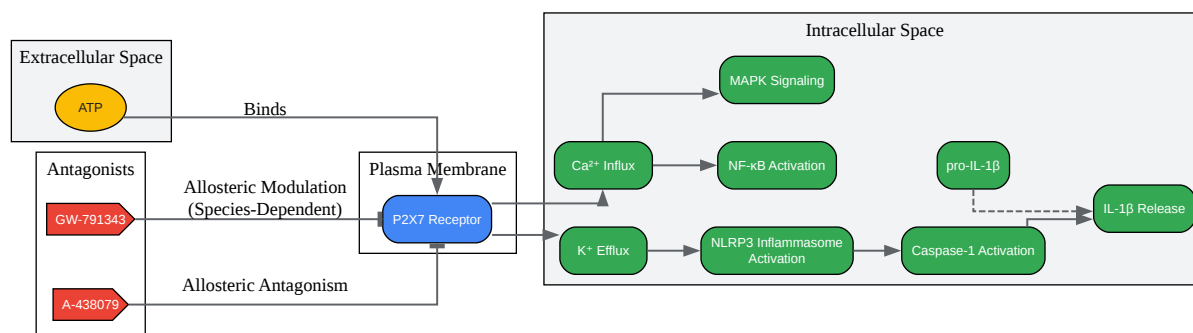 Extracellular Space
ATP
Binds
Antagonists
GW-791343
A-438079
Allosteric Modulation
(Species-Dependent)
Allosteric Antagonism
Plasma Membrane
P2X7 Receptor
Intracellular Space
MAPK Signaling
Ca²⁺ Influx
NF-κB Activation
pro-IL-1β
IL-1β Release
K⁺ Efflux
NLRP3 Inflammasome
Activation
Caspase-1 Activation